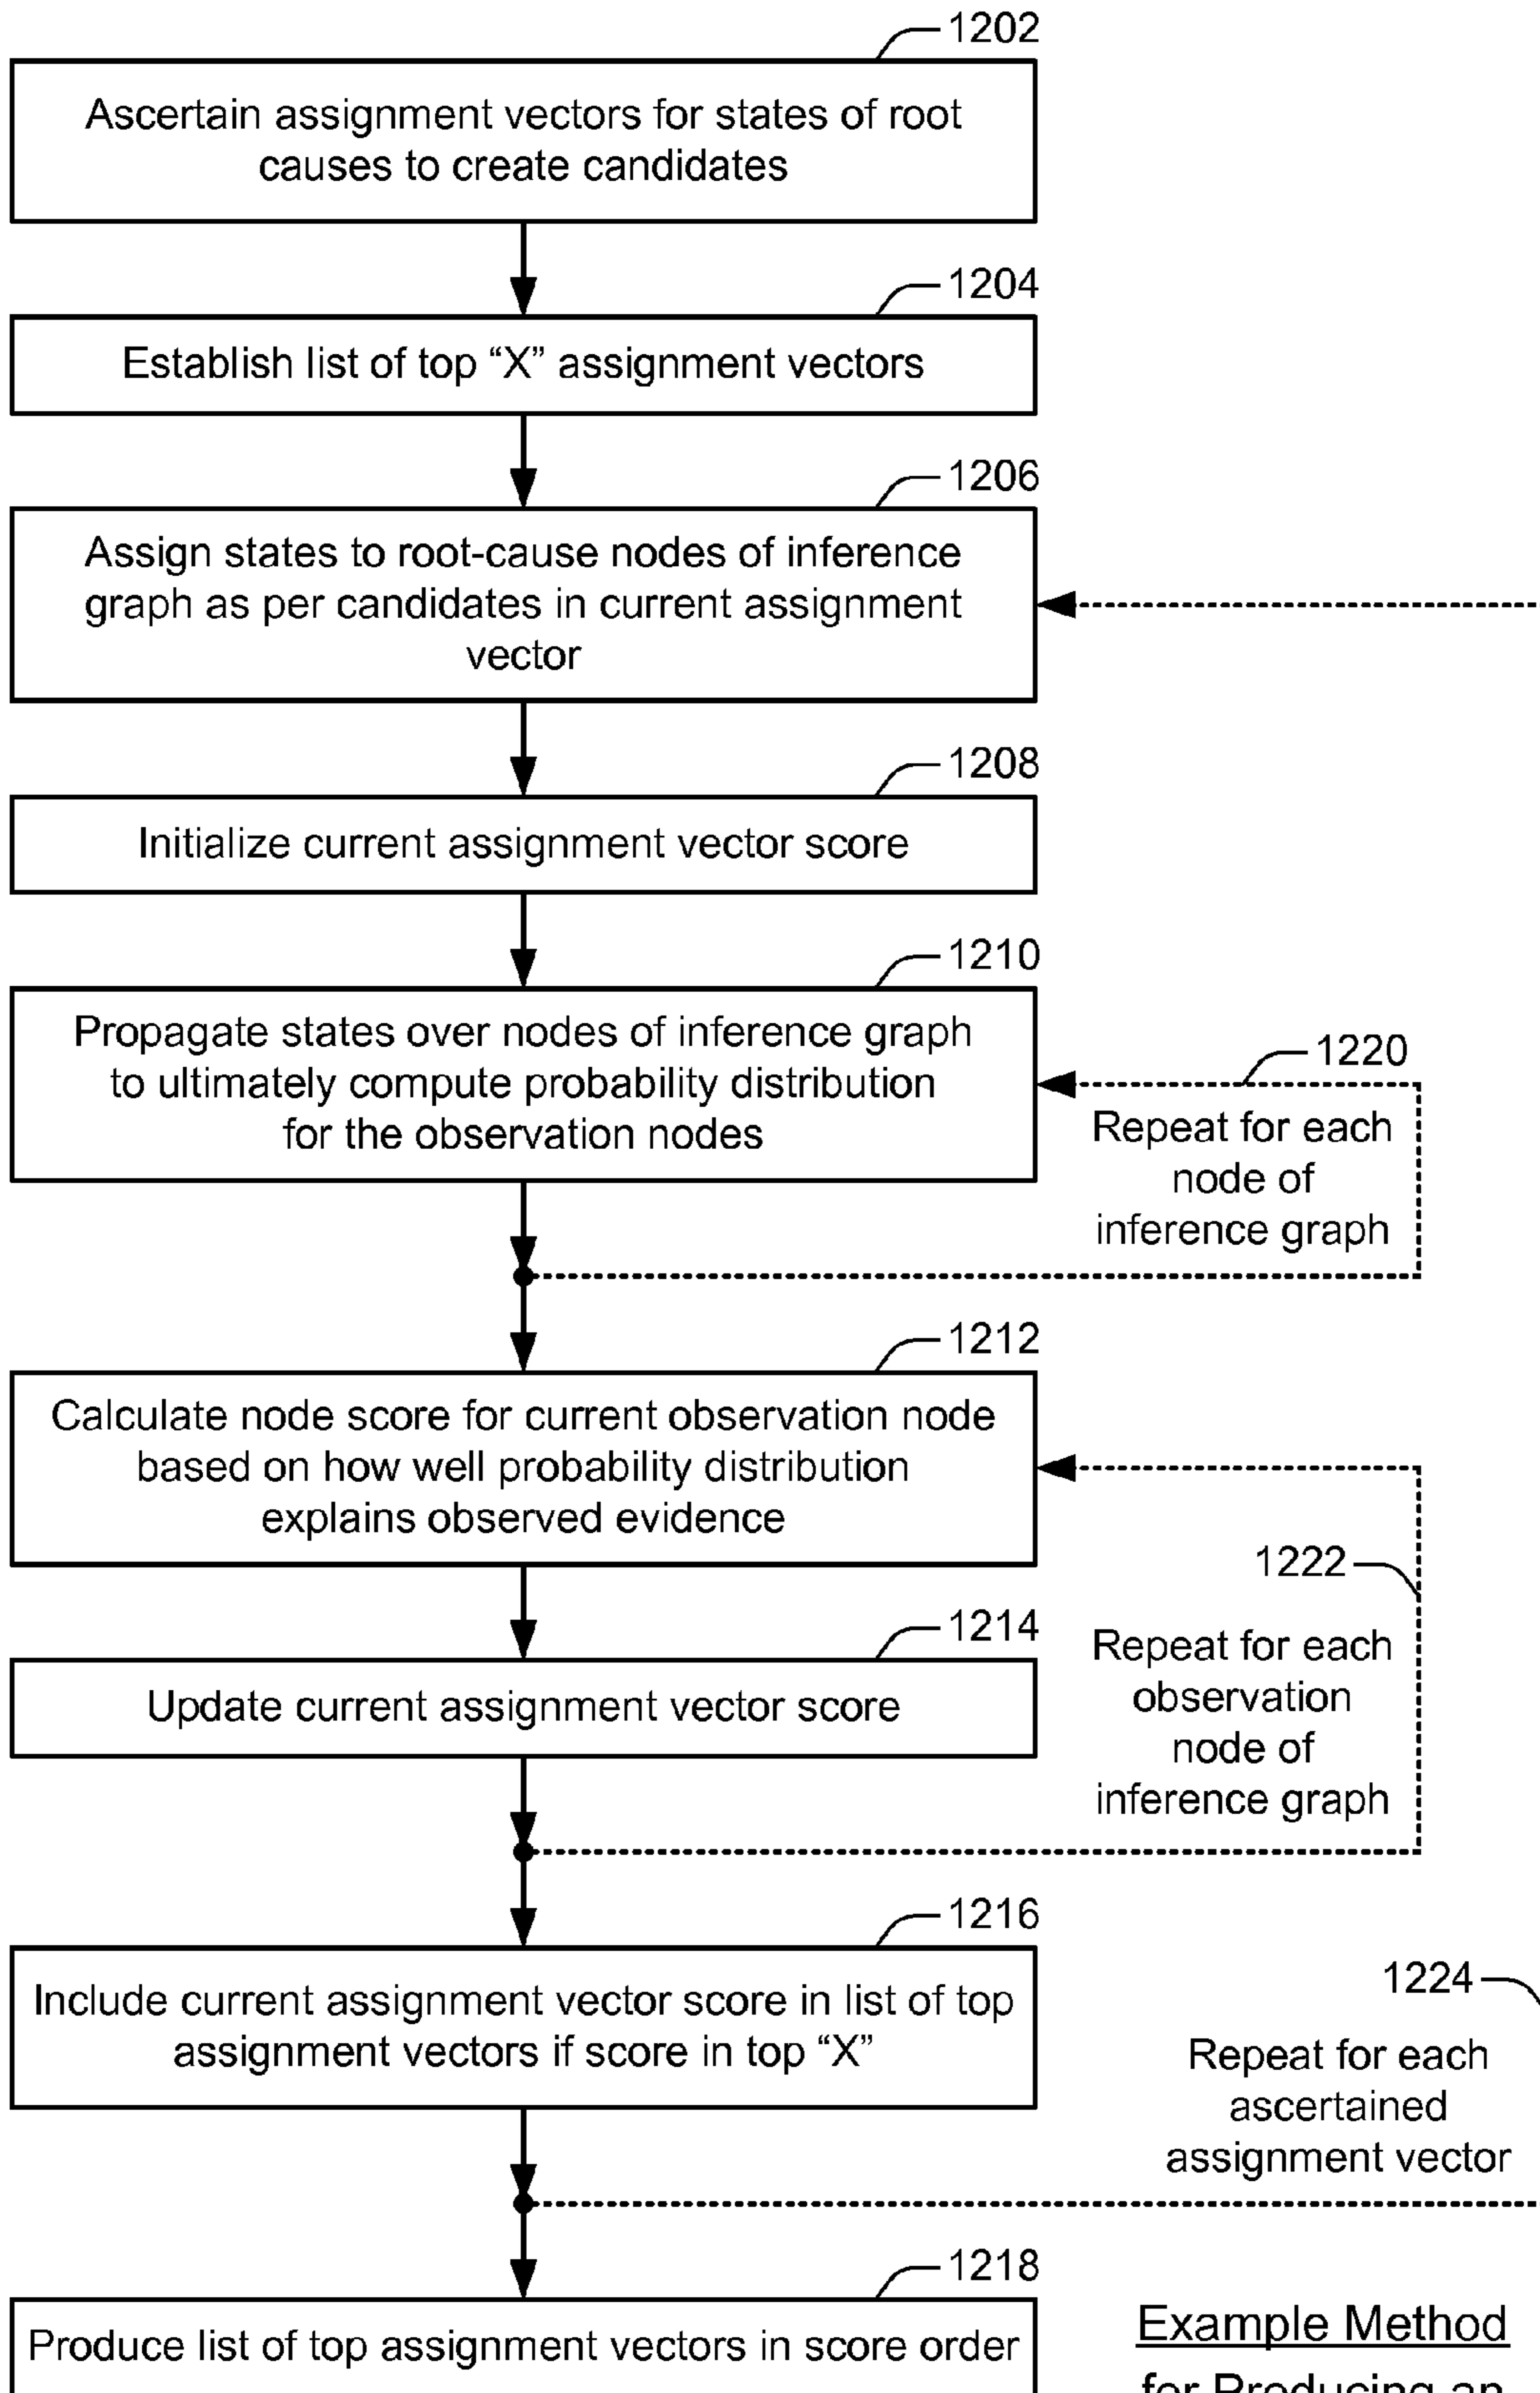 1202
Ascertain assignment vectors for states of root
causes to create candidates
1204
Establish list of top “X” assignment vectors
1206
Assign states to root-cause nodes of inference
graph as per candidates in current assignment
vector
1208
Initialize current assignment vector score
1210
Propagate states over nodes of inference graph
to ultimately compute probability distribution
for the observation nodes
1220
Repeat for each
node of
inference graph
1212
Calculate node score for current observation node
based on how well probability distribution
explains observed evidence
1222
Repeat for each
observation
node of
inference graph
1214
Update current assignment vector score
1216
Include current assignment vector score in list of top
assignment vectors if score in top “X”
1224
Repeat for each
ascertained
assignment vector
1218
Produce list of top assignment vectors in score order
Example Method
for Producing an